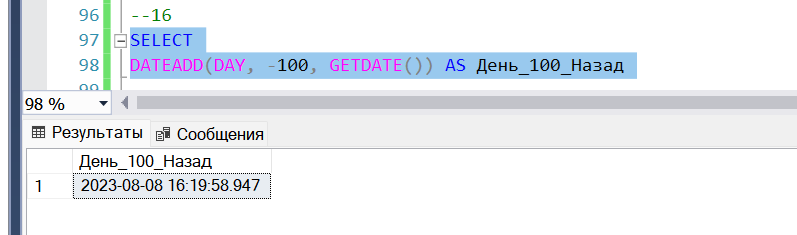 96 --16
97 SELECT
98 DATEADD(DAY, -100, GETDATE()) AS День_100_Назад
99
98 %
Результаты Сообщения
День_100_Назад
1 2023-08-08 16:19:58.947